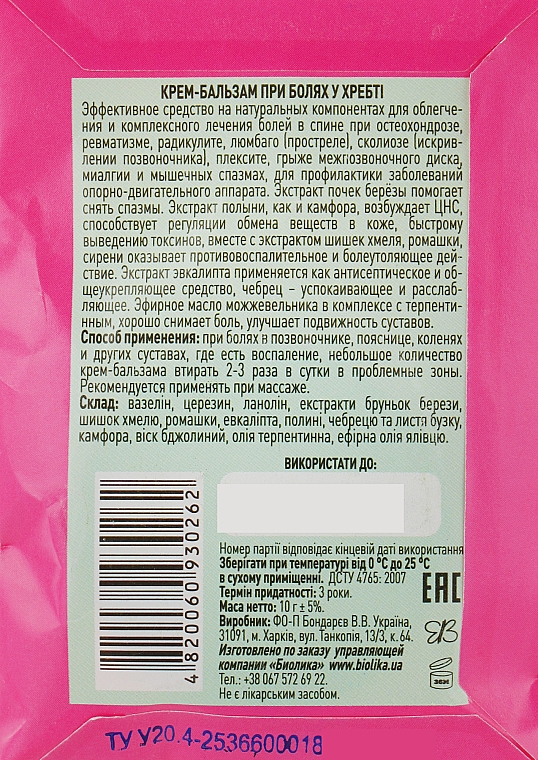 КРЕМ-БАЛЬЗАМ ПРИ БОЛЯХ У ХРЕБТІ
Эффективное средство на натуральных компонентах для облегче-
ния и комплексного лечения болей в спине при остеохондрозе,
ревматизме, радикулите, люмбаго (простреле), сколиозе (искрив-
лении позвоночника), плексите, грыже межпозвоночного диска,
миалгии и мышечных спазмах, для профилактики заболеваний
опорно-двигательного аппарата. Экстракт почек берёзы помогает
снять спазмы. Экстракт полыни, как и камфора, возбуждает ЦНС,
способствует регуляции обмена веществ в коже, быстрому
выведению токсинов, вместе с экстрактом шишек хмеля, ромашки,
сирени оказывает противовоспалительное и болеутоляющее дей-
ствие. Экстракт эвкалипта применяется как антисептическое и об-
щеукрепляющее средство, чебрец – успокаивающее и расслаб-
ляющее. Эфирное масло можжевельника в комплексе с терпенти-
нным, хорошо снимает боль, улучшает подвижность суставов.
Способ применения: при болях в позвоночнике, пояснице, коленях
и других суставах, где есть воспаление, небольшое количество
крем-бальзама втирать 2-3 раза в сутки в проблемные зоны.
Рекомендуется применять при массаже.
Склад: вазелін, церезин, ланолін, екстракти бруньок берези,
шишок хмелю, ромашки, евкаліпта, полині, чебрецю та листя бузку,
камфора, віск бджолиний, олія терпентинна, ефірна олія ялівцю.
ВИКОРИСТАТИ ДО:
Номер партії відповідає кінцевій даті використання
Зберігати при температурі від 0 °С до 25 °С
в сухому приміщенні. ДСТУ 4765: 2007
Термін придатності: 3 роки.
Маса нетто: 10 г ± 5%.
Виробник: ФО-П Бондарєв В.В. Україна,
31091, м. Харків, вул. Танкопія, 13/3, к. 64.
Изготовлено по заказу управляющей
компании «Биолика» www.biolika.ua
Тел.: +38 067 572 69 22.
Не є лікарським засобом.
EAC
ЗБ
36М
4 820060 930262
ТУ У20.4-2536600018